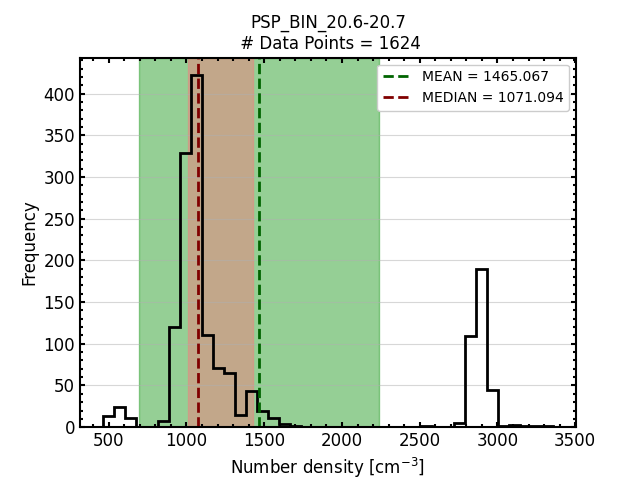 PSP_BIN_20.6-20.7
# Data Points = 1624
MEAN = 1465.067
MEDIAN = 1071.094
Frequency
400
350
300
250
200
150
100
50
0
500 1000 1500 2000 2500 3000 3500
Number density [cm⁻³]